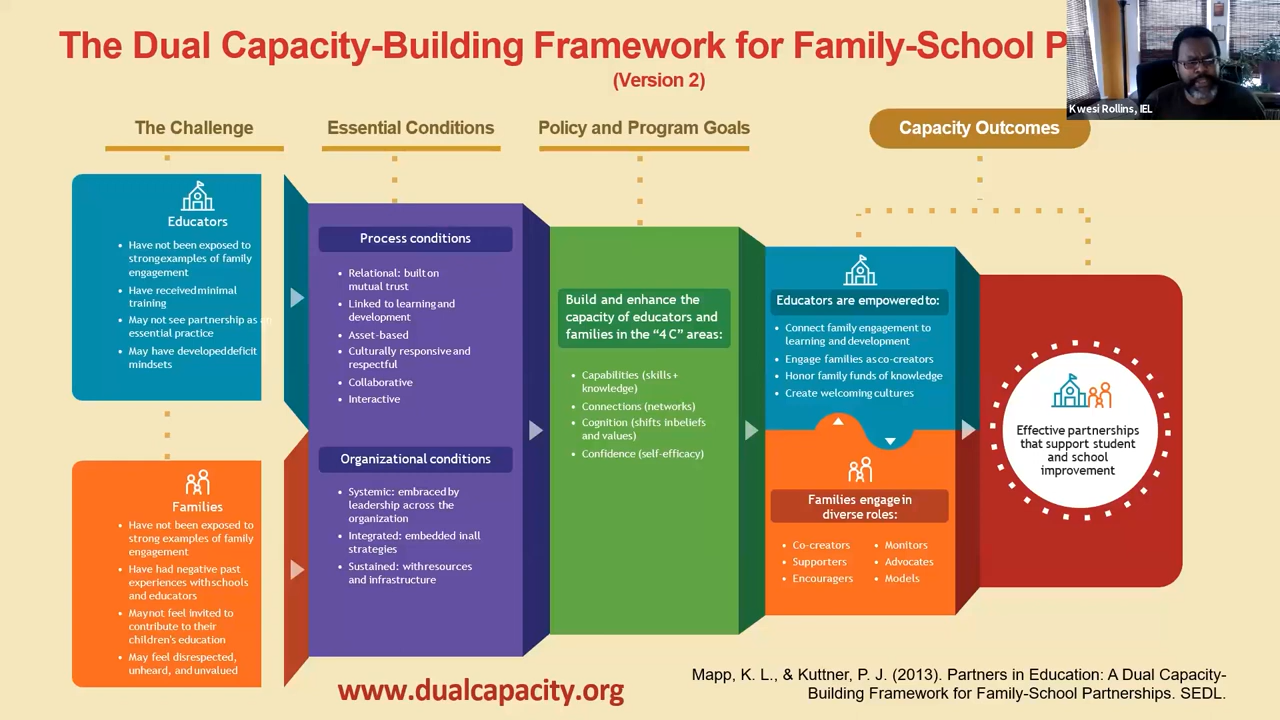 The Dual Capacity-Building Framework for Family-School P
(Version 2)
Kwesi Rollins, IEL
The Challenge
Essential Conditions
Policy and Program Goals
Capacity Outcomes
Educators
• Have not been exposed to
strongexamples of family
engagement
• Have receivedminimal
training
• May not see partnership as an
essential practice
• May have developeddeficit
mindsets
Families
• Have not been exposed to
strong examples of family
engagement
• Have had negative past
experiences withschools
and educators
• Maynot feel invited to
contribute to their
children's education
• May feel disrespected,
unheard, and unvalued
Process conditions
• Relational: built on
mutual trust
• Linked to learning and
development
• Asset-based
• Culturally responsive and
respectful
• Collaborative
• Interactive
Organizational conditions
• Systemic: embraced by
leadership across the
organization
• Integrated: embedded inall
strategies
• Sustained: withresources
and infrastructure
Build and enhance the
capacity of educators and
families in the "4 C" areas:
• Capabilities (skills +
knowledge)
• Connections (networks)
• Cognition (shifts inbeliefs
and values)
• Confidence (self-efficacy)
Educators are empoweredto:
• Connect family engagement to
learning and development
• Engage families asco-creators
• Honor family funds of knowledge
• Create welcoming cultures
Families engage in
diverse roles:
• Co-creators
• Supporters
• Encouragers
• Monitors
• Advocates
• Models
Effective partnerships
that support student
and school
improvement
www.dualcapacity.org
Mapp, K. L., & Kuttner, P. J. (2013). Partners in Education: A Dual Capacity-
Building Framework for Family-School Partnerships. SEDL.